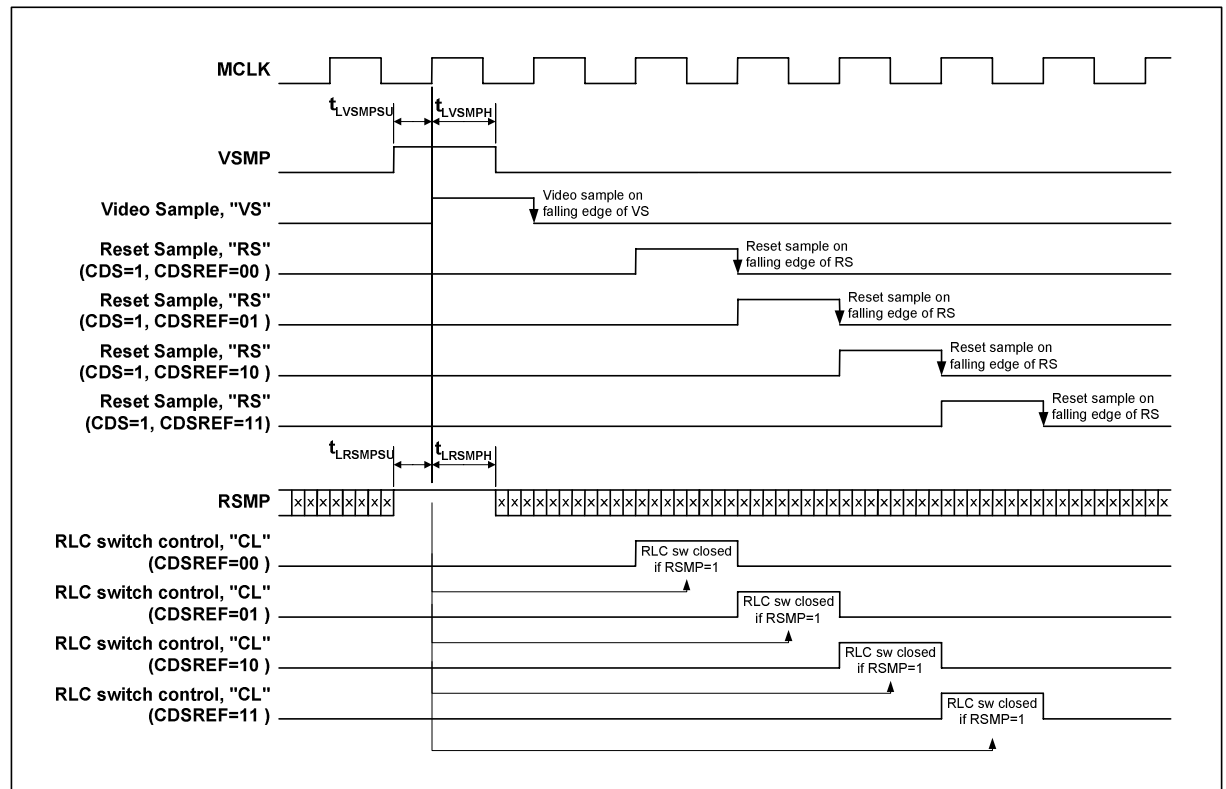 MCLK
tLVSMPSU tLVSMPH
VSMP
Video Sample, "VS"
Video sample on
falling edge of VS
Reset Sample, "RS"
(CDS=1, CDSREF=00 )
Reset sample on
falling edge of RS
Reset Sample, "RS"
(CDS=1, CDSREF=01 )
Reset sample on
falling edge of RS
Reset Sample, "RS"
(CDS=1, CDSREF=10 )
Reset sample on
falling edge of RS
Reset Sample, "RS"
(CDS=1, CDSREF=11)
Reset sample on
falling edge of RS
tLRSMPSU tLRSMPH
RSMP
x x x x x x x x x x x x x x x x x x x x x x x x x x x x x x x x x x x x x x x x x x x x x x x x x x x x x x x x x x x x x
RLC switch control, "CL"
(CDSREF=00 )
RLC sw closed
if RSMP=1
RLC switch control, "CL"
(CDSREF=01 )
RLC sw closed
if RSMP=1
RLC switch control, "CL"
(CDSREF=10 )
RLC sw closed
if RSMP=1
RLC switch control, "CL"
(CDSREF=11 )
RLC sw closed
if RSMP=1